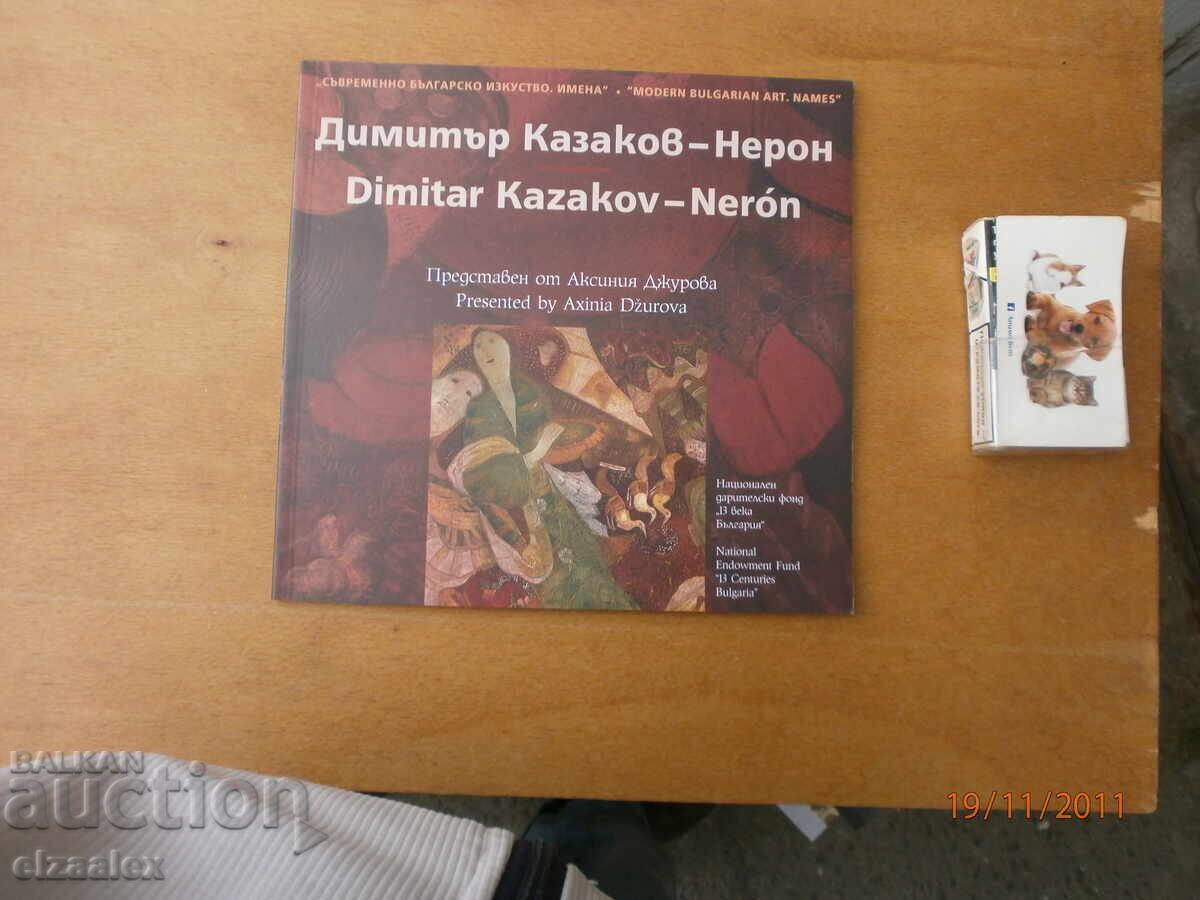 „СЪВРЕМЕННО БЪЛГАРСКО ИЗКУСТВО. ИМЕНА“ • "MODERN BULGARIAN ART. NAMES"
Димитър Казаков – Нерон
Dimitar Kazakov – Nerón
Представен от Аксиния Джурова
Presented by Axinia Džurova
Национален
дарителски фонд
„13 века
България“
National
Endowment Fund
"13 Centuries
Bulgaria"
19/11/2011
BALKAN
auction
elzaalex